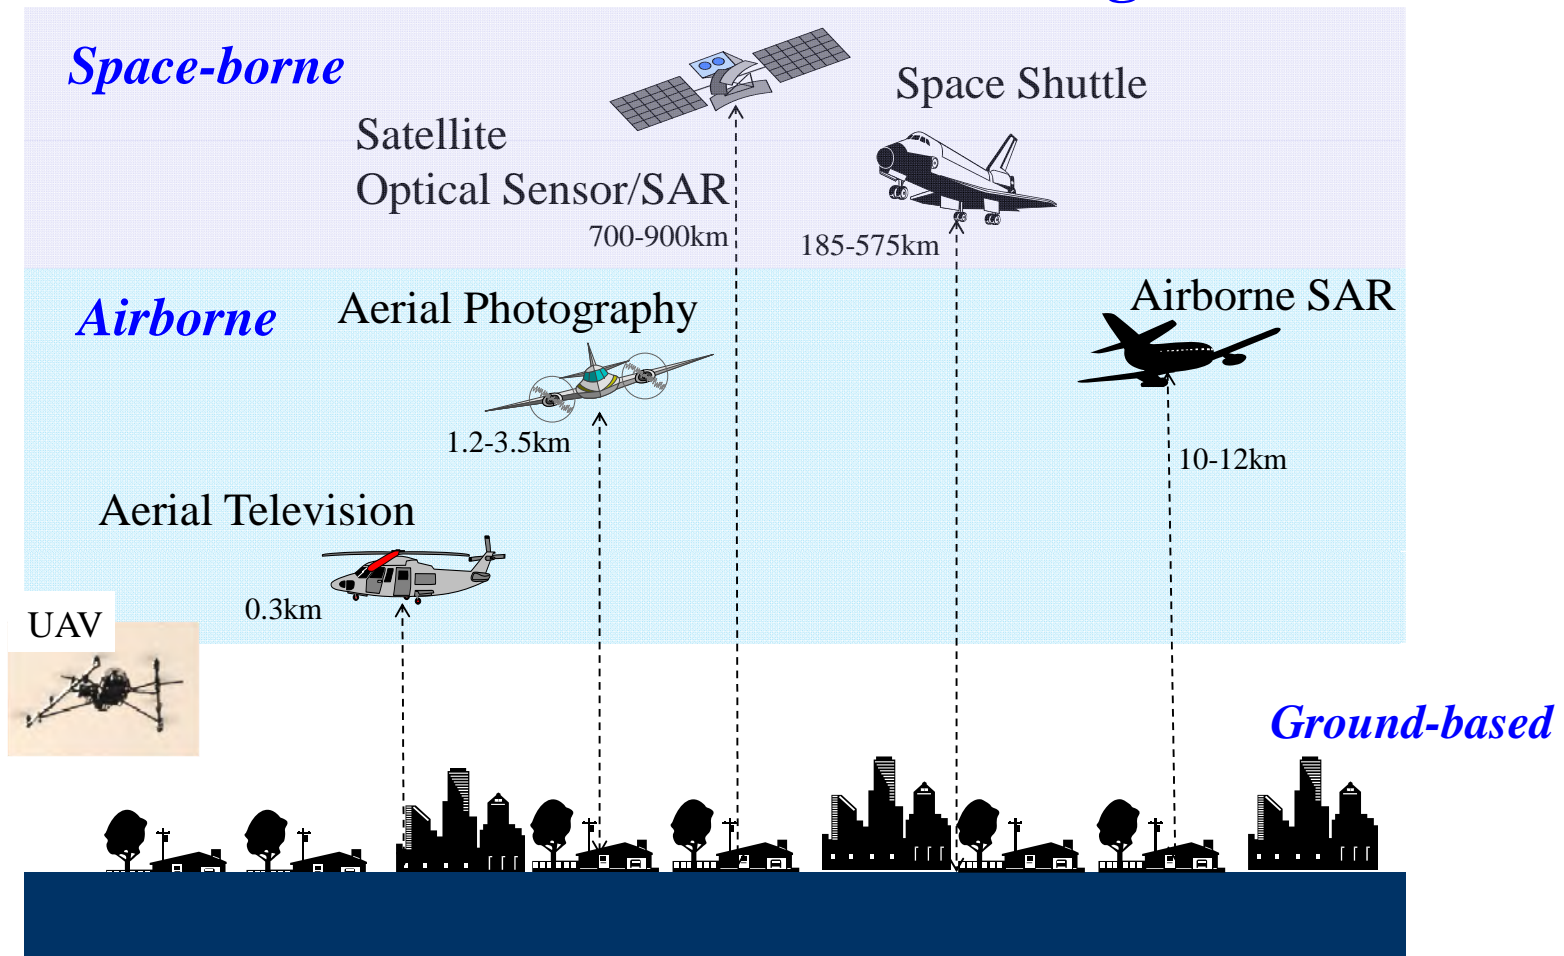 Space-borne
Space Shuttle
Satellite
Optical Sensor/SAR
700-900km
185-575km
Airborne
Aerial Photography
Airborne SAR
1.2-3.5km
10-12km
Aerial Television
0.3km
UAV
Ground-based